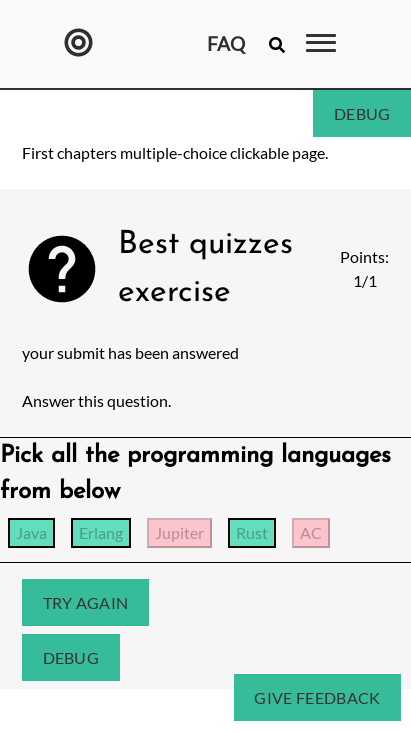 FAQ
DEBUG
First chapters multiple-choice clickable page.
Best quizzes
exercise
Points:
1/1
your submit has been answered
Answer this question.
Pick all the programming languages
from below
Java Erlang Jupiter Rust AC
TRY AGAIN
DEBUG
GIVE FEEDBACK